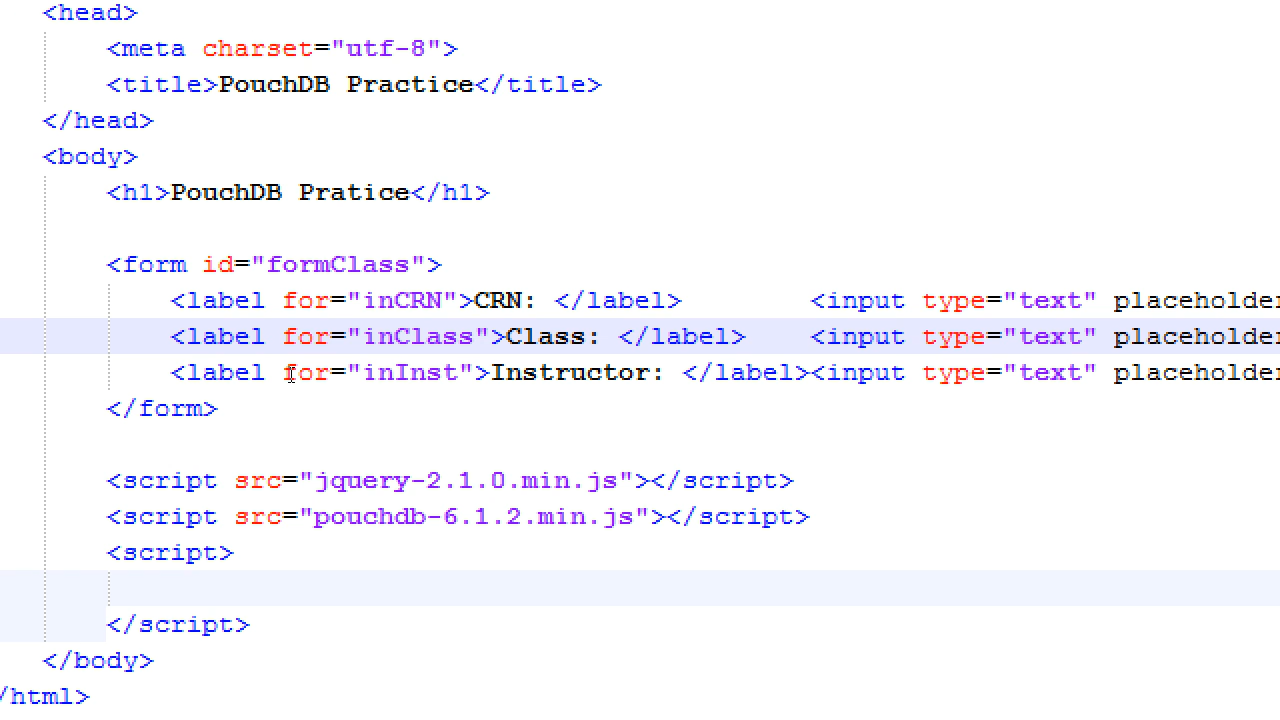 <head>
<meta charset="utf-8">
<title>PouchDB Practice</title>
</head>
<body>
<h1>PouchDB Pratice</h1>
<form id="formClass">
<label for="inCRN">CRN: </label> <input type="text" placeholder
<label for="inClass">Class: </label> <input type="text" placeholder
<label for="inInst">Instructor: </label><input type="text" placeholder
</form>
<script src="jquery-2.1.0.min.js"></script>
<script src="pouchdb-6.1.2.min.js"></script>
<script>
</script>
</body>
/html>